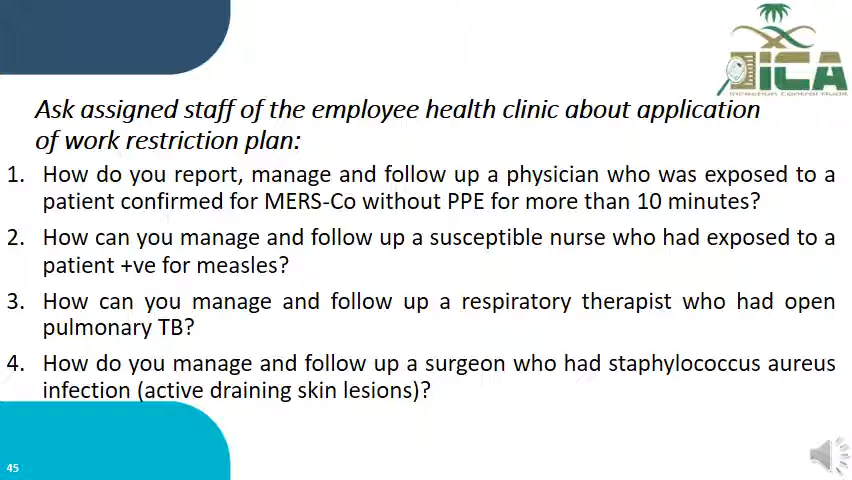 ICA
Infection Control Audit
Ask assigned staff of the employee health clinic about application
of work restriction plan:
1. How do you report, manage and follow up a physician who was exposed to a
patient confirmed for MERS-Co without PPE for more than 10 minutes?
2. How can you manage and follow up a susceptible nurse who had exposed to a
patient +ve for measles?
3. How can you manage and follow up a respiratory therapist who had open
pulmonary TB?
4. How do you manage and follow up a surgeon who had staphylococcus aureus
infection (active draining skin lesions)?
45